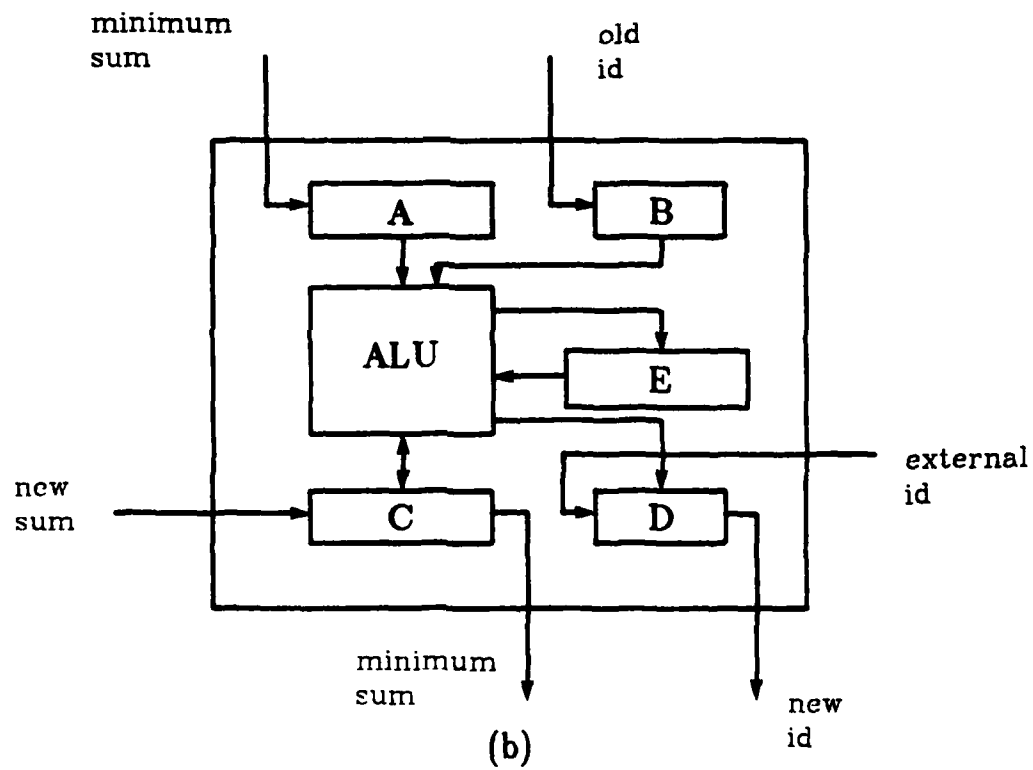 minimum
sum
old
id
A
B
ALU
E
external
id
new
sum
C
D
minimum
sum
new
id
(b)